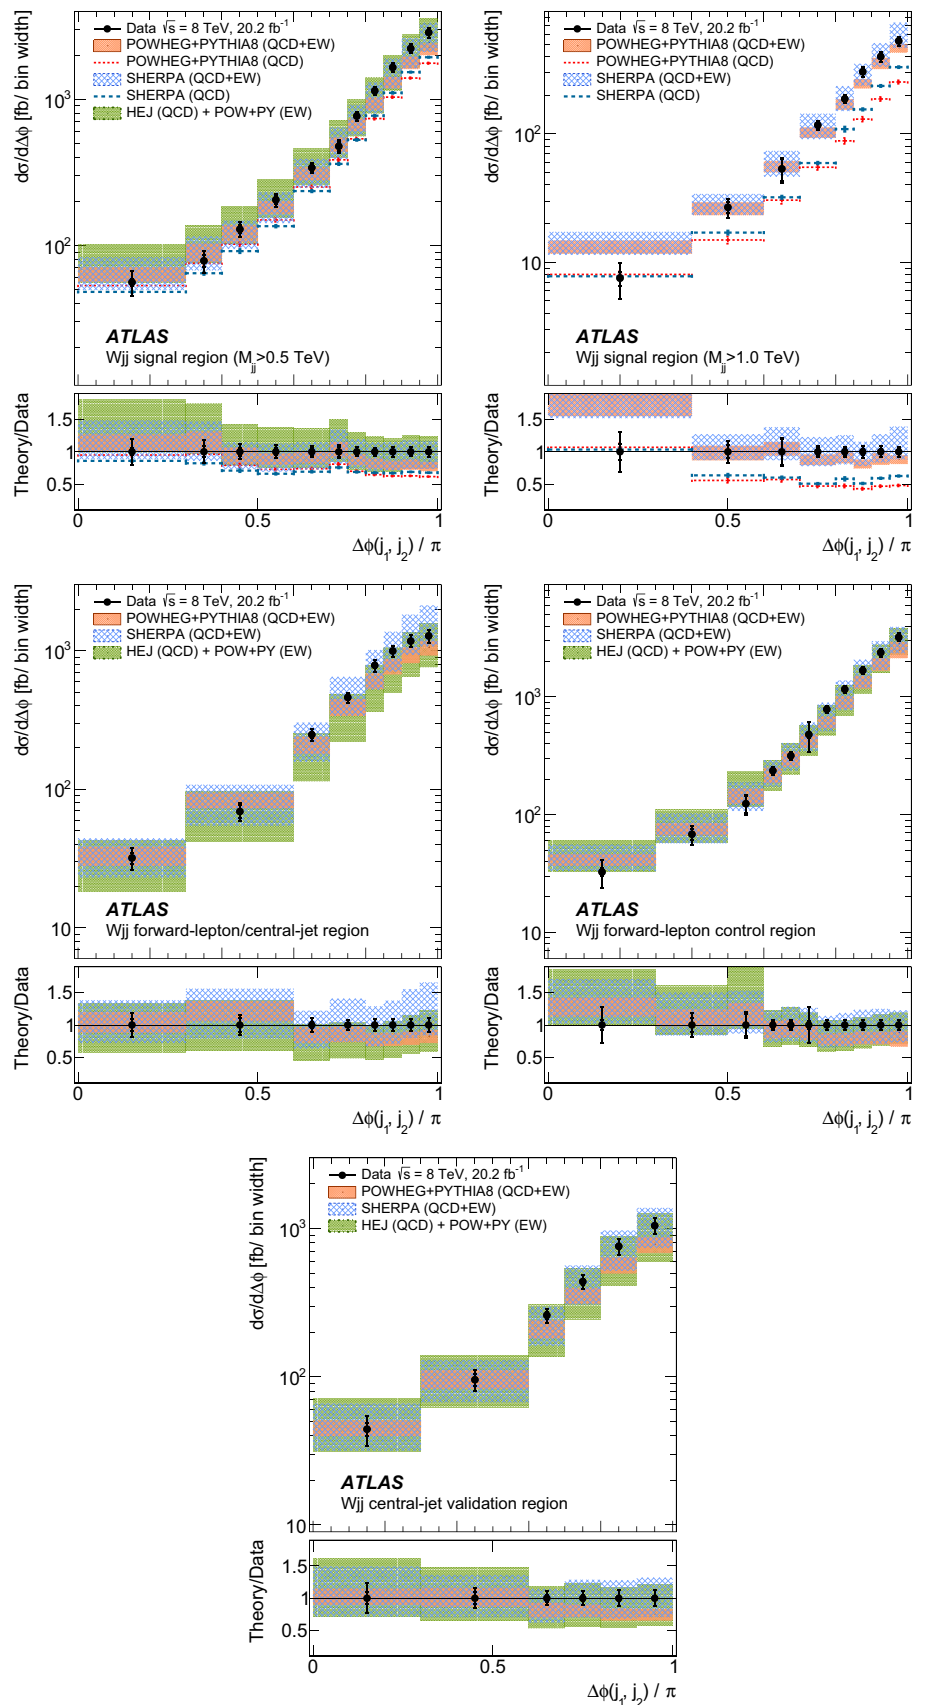 dσ/dΔϕ [fb/ bin width]
10³
10²
Data √s = 8 TeV, 20.2 fb⁻¹
POWHEG+PYTHIA8 (QCD+EW)
POWHEG+PYTHIA8 (QCD)
SHERPA (QCD+EW)
SHERPA (QCD)
HEJ (QCD) + POW+PY (EW)
ATLAS
Wjj signal region (M_jj>0.5 TeV)
Theory/Data
1.5
1
0.5
0 0.5 1
Δϕ(j₁, j₂) / π
dσ/dΔϕ [fb/ bin width]
10²
10
Data √s = 8 TeV, 20.2 fb⁻¹
POWHEG+PYTHIA8 (QCD+EW)
POWHEG+PYTHIA8 (QCD)
SHERPA (QCD+EW)
SHERPA (QCD)
ATLAS
Wjj signal region (M_jj>1.0 TeV)
Theory/Data
1.5
1
0.5
0 0.5 1
Δϕ(j₁, j₂) / π
dσ/dΔϕ [fb/ bin width]
10³
10²
10
Data √s = 8 TeV, 20.2 fb⁻¹
POWHEG+PYTHIA8 (QCD+EW)
SHERPA (QCD+EW)
HEJ (QCD) + POW+PY (EW)
ATLAS
Wjj forward-lepton/central-jet region
Theory/Data
1.5
1
0.5
0 0.5 1
Δϕ(j₁, j₂) / π
dσ/dΔϕ [fb/ bin width]
10³
10²
10
Data √s = 8 TeV, 20.2 fb⁻¹
POWHEG+PYTHIA8 (QCD+EW)
SHERPA (QCD+EW)
HEJ (QCD) + POW+PY (EW)
ATLAS
Wjj forward-lepton control region
Theory/Data
1.5
1
0.5
0 0.5 1
Δϕ(j₁, j₂) / π
dσ/dΔϕ [fb/ bin width]
10³
10²
10
Data √s = 8 TeV, 20.2 fb⁻¹
POWHEG+PYTHIA8 (QCD+EW)
SHERPA (QCD+EW)
HEJ (QCD) + POW+PY (EW)
ATLAS
Wjj central-jet validation region
Theory/Data
1.5
1
0.5
0 0.5 1
Δϕ(j₁, j₂) / π